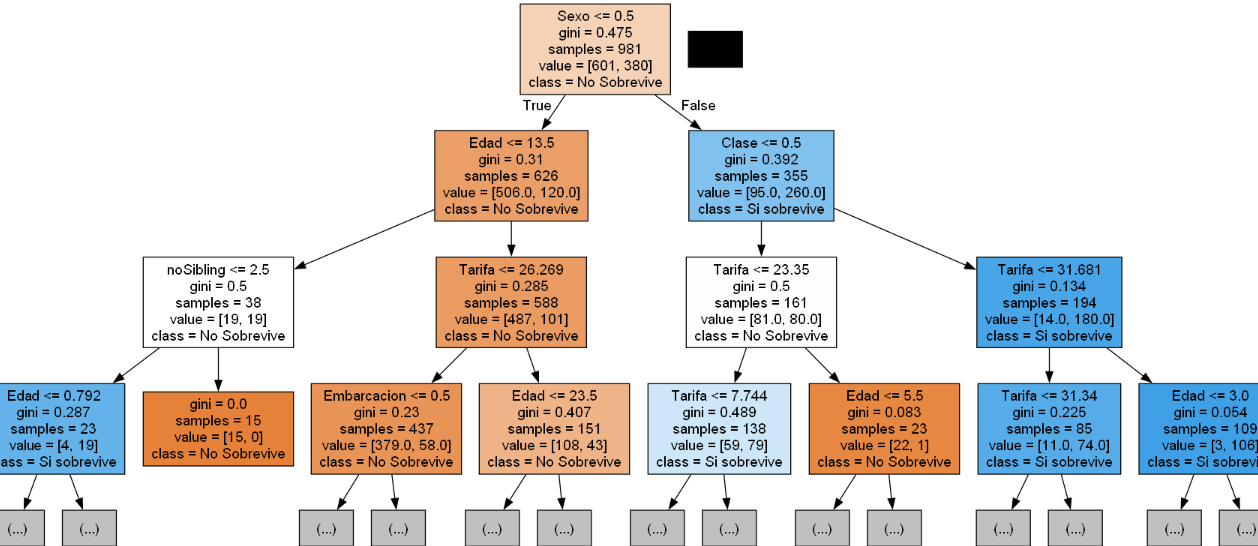 Sexo <= 0.5
gini = 0.475
samples = 981
value = [601, 380]
class = No Sobrevive
True
False
Edad <= 13.5
gini = 0.31
samples = 626
value = [506.0, 120.0]
class = No Sobrevive
Clase <= 0.5
gini = 0.392
samples = 355
value = [95.0, 260.0]
class = Si sobrevive
noSibling <= 2.5
gini = 0.5
samples = 38
value = [19, 19]
class = No Sobrevive
Tarifa <= 26.269
gini = 0.285
samples = 588
value = [487, 101]
class = No Sobrevive
Tarifa <= 23.35
gini = 0.5
samples = 161
value = [81.0, 80.0]
class = No Sobrevive
Tarifa <= 31.681
gini = 0.134
samples = 194
value = [14.0, 180.0]
class = Si sobrevive
Edad <= 0.792
gini = 0.287
samples = 23
value = [4, 19]
lass = Si sobrevive
gini = 0.0
samples = 15
value = [15, 0]
class = No Sobrevive
Embarcacion <= 0.5
gini = 0.23
samples = 437
value = [379.0, 58.0]
class = No Sobrevive
Edad <= 23.5
gini = 0.407
samples = 151
value = [108, 43]
class = No Sobrevive
Tarifa <= 7.744
gini = 0.489
samples = 138
value = [59, 79]
class = Si sobrevive
Edad <= 5.5
gini = 0.083
samples = 23
value = [22, 1]
class = No Sobrevive
Tarifa <= 31.34
gini = 0.225
samples = 85
value = [11.0, 74.0]
class = Si sobrevive
Edad <= 3.0
gini = 0.054
samples = 109
value = [3, 106]
class = Si sobrevi
(...)
(...)
(...)
(...)
(...)
(...)
(...)
(...)
(...)
(...)
(...)
(...)
(...)
(...)